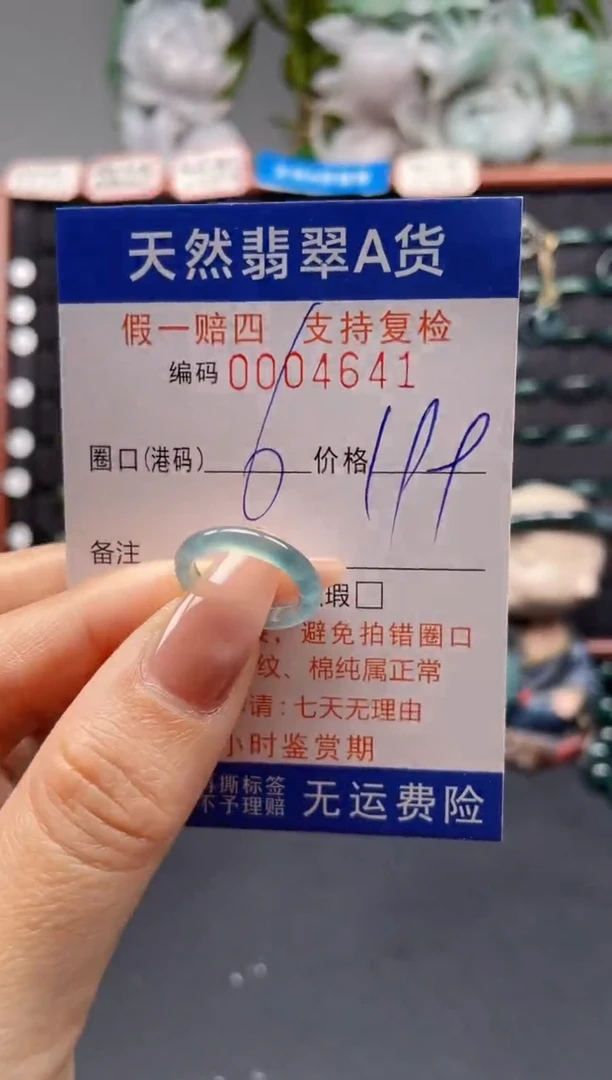 天然翡翠A货
假一赔四 支持复检
编码 0004641
圈口(港码) 6 价格 199
备注
瑕□
避免拍错圈口
纹、棉纯属正常
请:七天无理由
小时鉴赏期
撕标签
不予理赔
无运费险